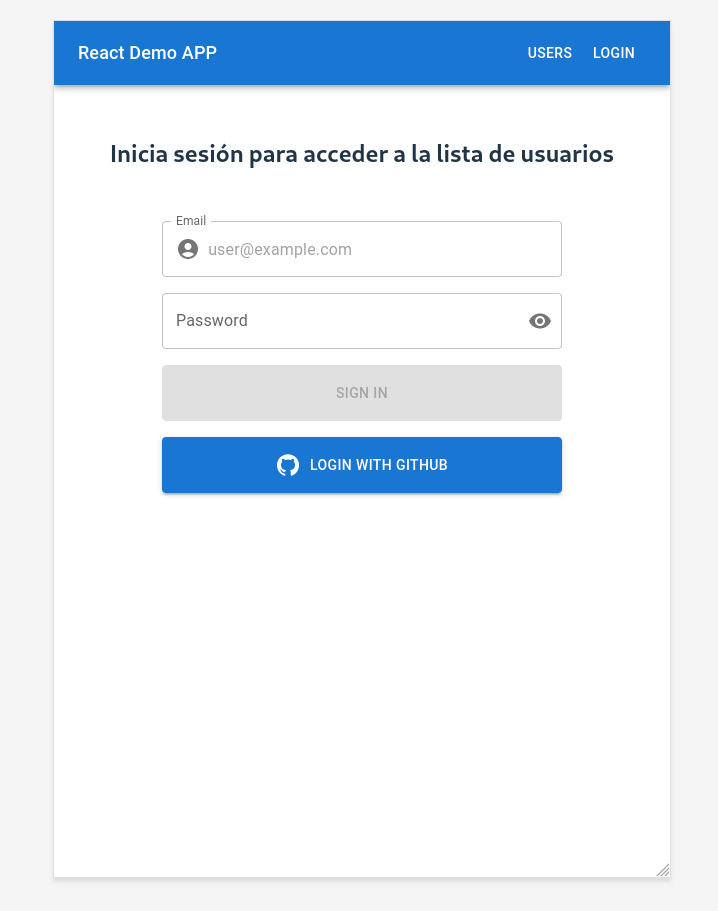 React Demo APP
USERS
LOGIN
Inicia sesión para acceder a la lista de usuarios
Email
user@example.com
Password
SIGN IN
LOGIN WITH GITHUB